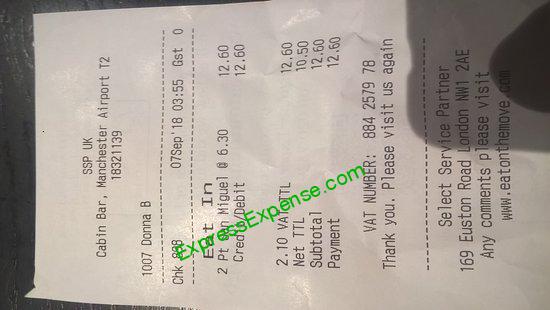 SSP UK
18321139
Cabin Bar, Manchester Airport T2
1007 Donna B
Chk 07Sep'18 03:55 Gst 0
Eat In
2 Pt San Miguel @ 6.30 12.60
Credit/Debit 12.60
2.10 VAT TTL 12.60
Net TTL 10.50
Subtotal 12.60
Payment 12.60
VAT NUMBER: 884 2579 78
Thank you. Please visit us again
Select Service Partner
169 Euston Road London NW1 2AE
Any comments please visit
www.eatonthemove.com
ExpressExpense.com